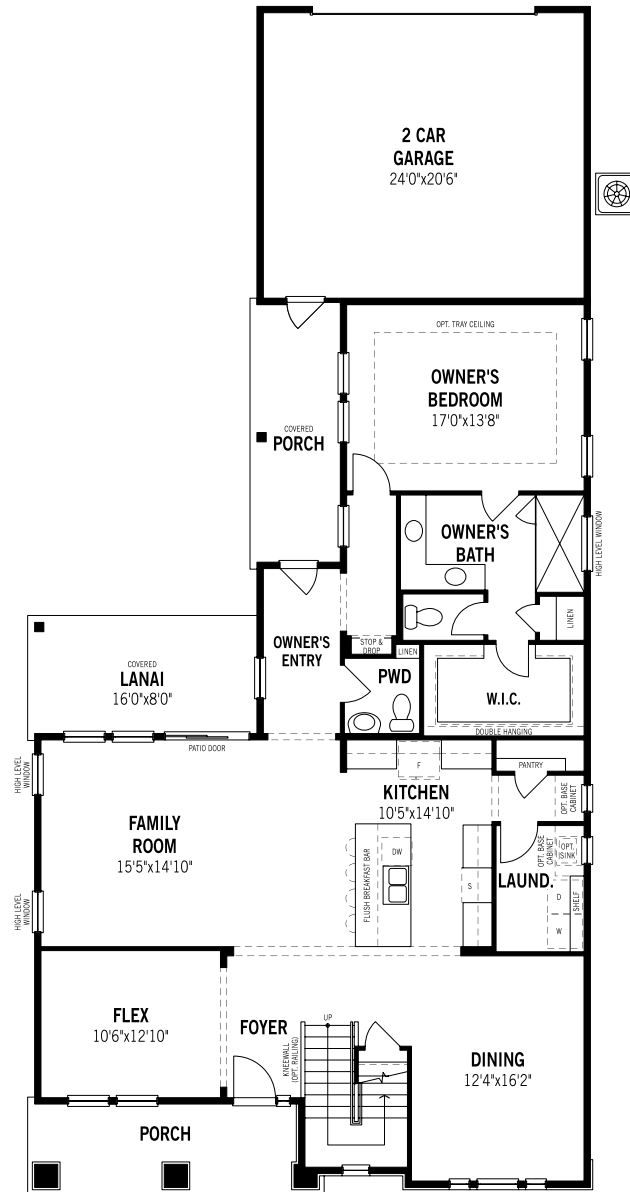 2 CAR
GARAGE
24'0"x20'6"
OPT. TRAY CEILING
OWNER'S
BEDROOM
17'0"x13'8"
COVERED
PORCH
OWNER'S
BATH
HIGH LEVEL WINDOW
LINEN
STOP &
DROP
LINEN
OWNER'S
ENTRY
PWD
W.I.C.
DOUBLE HANGING
COVERED
LANAI
16'0"x8'0"
PATIO DOOR
HIGH LEVEL
WINDOW
F
PANTRY
KITCHEN
10'5"x14'10"
OPT. BASE
CABINET
FAMILY
ROOM
15'5"x14'10"
FLUSH BREAKFAST BAR
DW
S
OPT. BASE
CABINET
OPT.
SINK
LAUND.
D
SHELF
W
HIGH LEVEL
WINDOW
FLEX
10'6"x12'10"
FOYER
UP
KNEEWALL
(OPT. RAILING)
DINING
12'4"x16'2"
PORCH